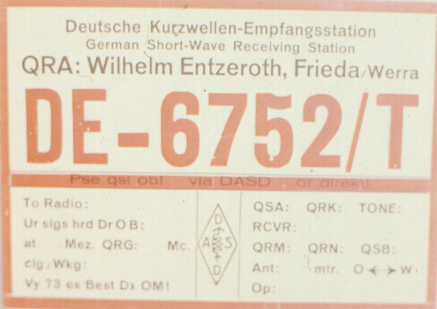 Deutsche Kurzwellen-Empfangsstation
German Short-Wave Receiving Station
QRA: Wilhelm Entzeroth, Frieda/Werra
DE-6752/T
Pse qsl obl via DASD or direkt!
To Radio:
Ur sigs hrd Dr O B:
at Mez. QRG: Mc.
clg/Wkg:
Vy 73 es Best Dx OM!
D
A S
D
QSA: QRK: TONE:
RCVR:
QRM: QRN: QSB:
Ant: mtr. O ◄─► W
Op: